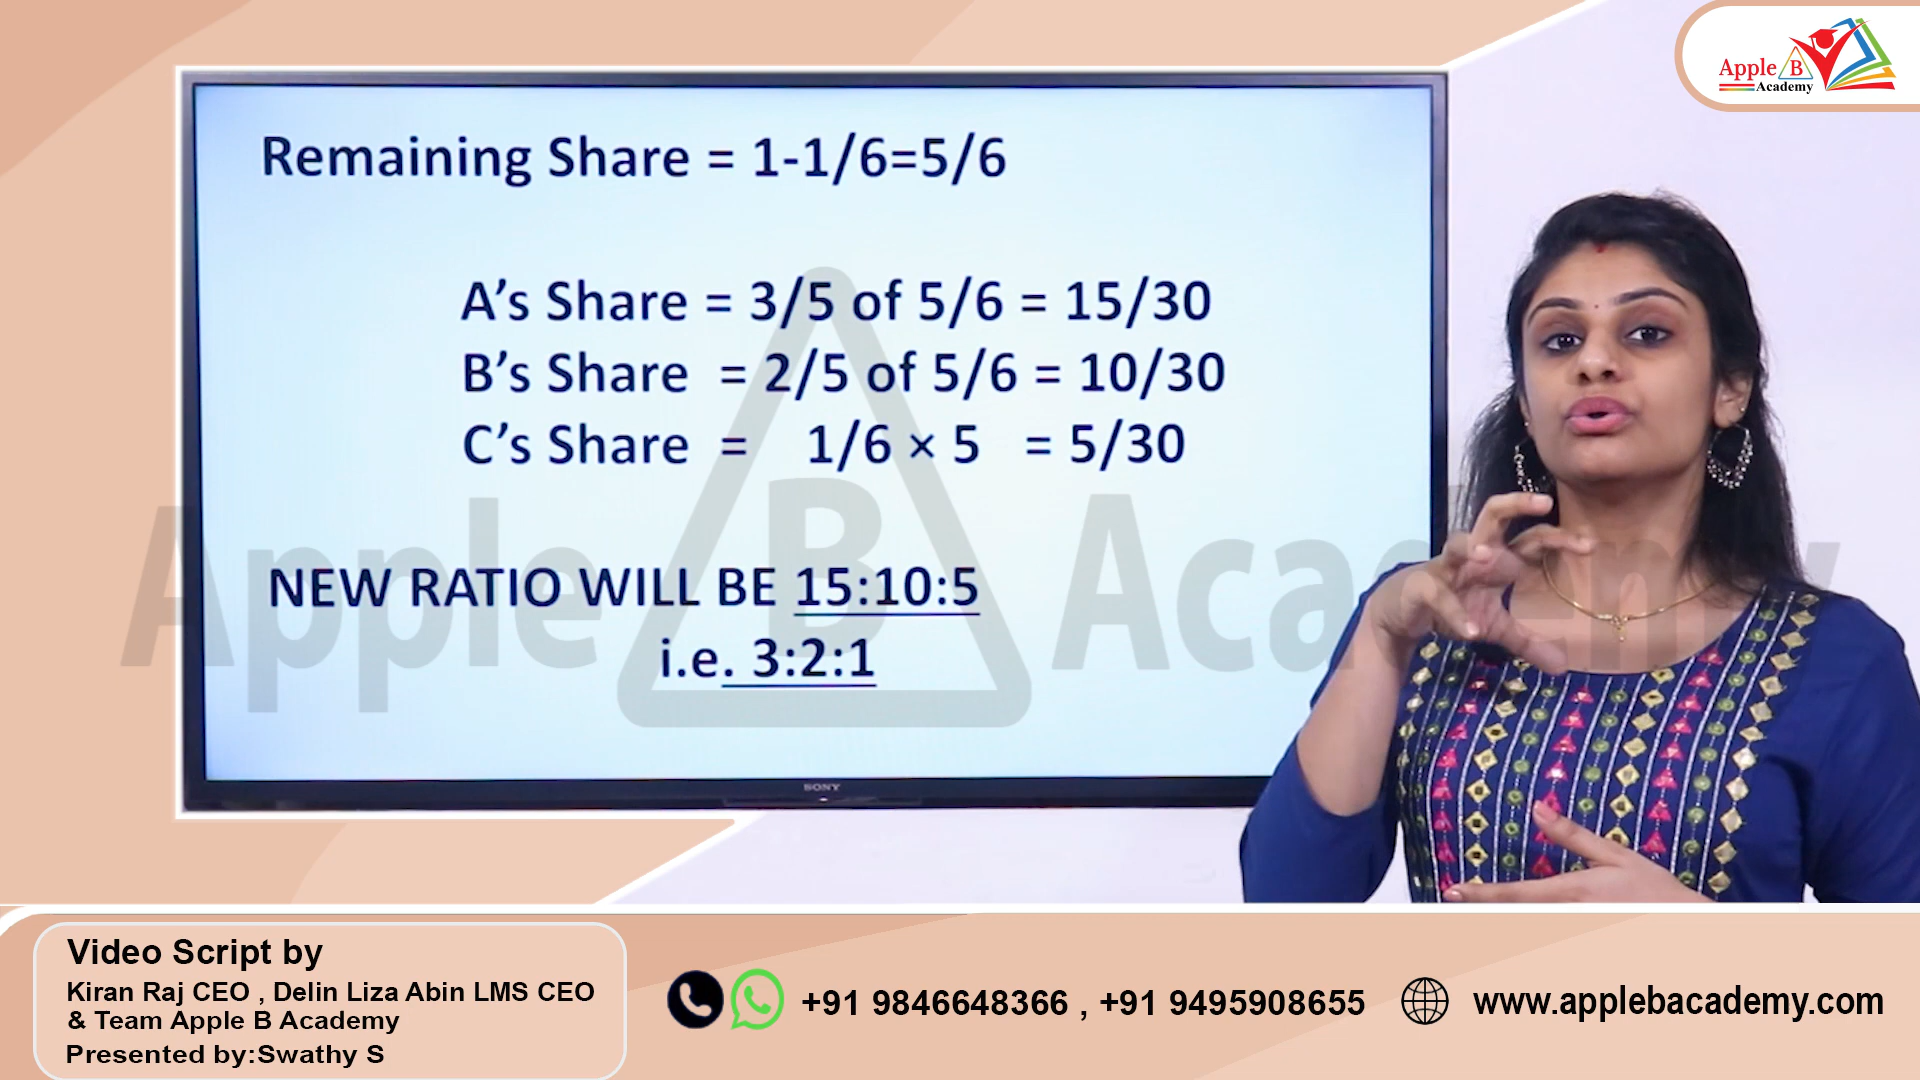 Apple B
Academy
Remaining Share = 1-1/6=5/6
A’s Share = 3/5 of 5/6 = 15/30
B’s Share = 2/5 of 5/6 = 10/30
C’s Share = 1/6 × 5 = 5/30
Apple B Academy
NEW RATIO WILL BE 15:10:5
i.e. 3:2:1
SONY
Video Script by
Kiran Raj CEO , Delin Liza Abin LMS CEO
& Team Apple B Academy
Presented by:Swathy S
+91 9846648366 , +91 9495908655
www.applebacademy.com